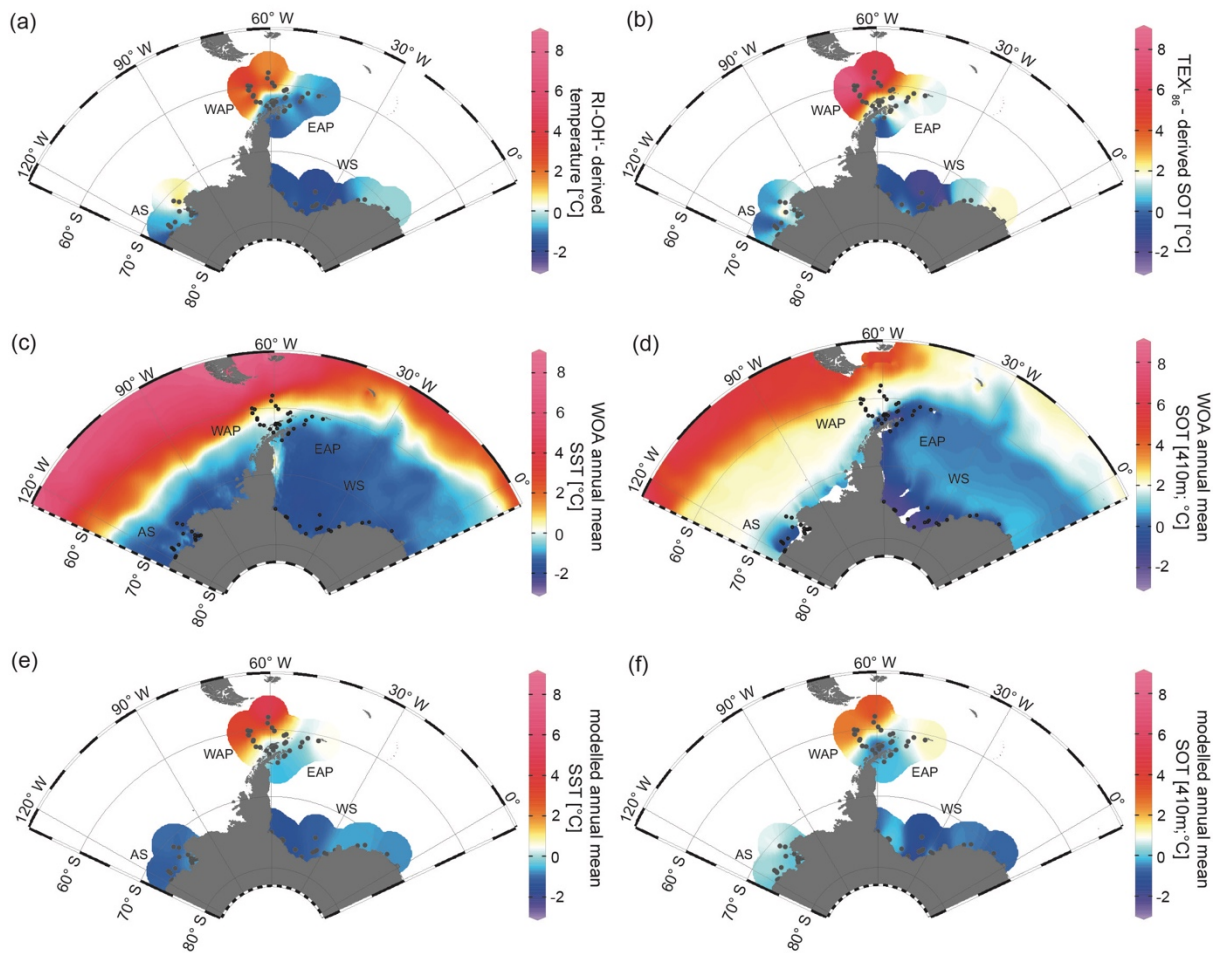 (a)
60° W
90° W
30° W
120° W
0°
WAP
EAP
WS
AS
60° S
70° S
80° S
8
6
4
2
0
-2
RI-OH'- derived
temperature [°C]
(b)
60° W
90° W
30° W
120° W
0°
WAP
EAP
WS
AS
60° S
70° S
80° S
8
6
4
2
0
-2
TEX^L_86 - derived SOT [°C]
(c)
60° W
90° W
30° W
120° W
0°
WAP
EAP
WS
AS
60° S
70° S
80° S
8
6
4
2
0
-2
WOA annual mean
SST [°C]
(d)
60° W
90° W
30° W
120° W
0°
WAP
EAP
WS
AS
60° S
70° S
80° S
8
6
4
2
0
-2
WOA annual mean
SOT [410m; °C]
(e)
60° W
90° W
30° W
120° W
0°
WAP
EAP
WS
AS
60° S
70° S
80° S
8
6
4
2
0
-2
modelled annual mean
SST [°C]
(f)
60° W
90° W
30° W
120° W
0°
WAP
EAP
WS
AS
60° S
70° S
80° S
8
6
4
2
0
-2
modelled annual mean
SOT [410m;°C]